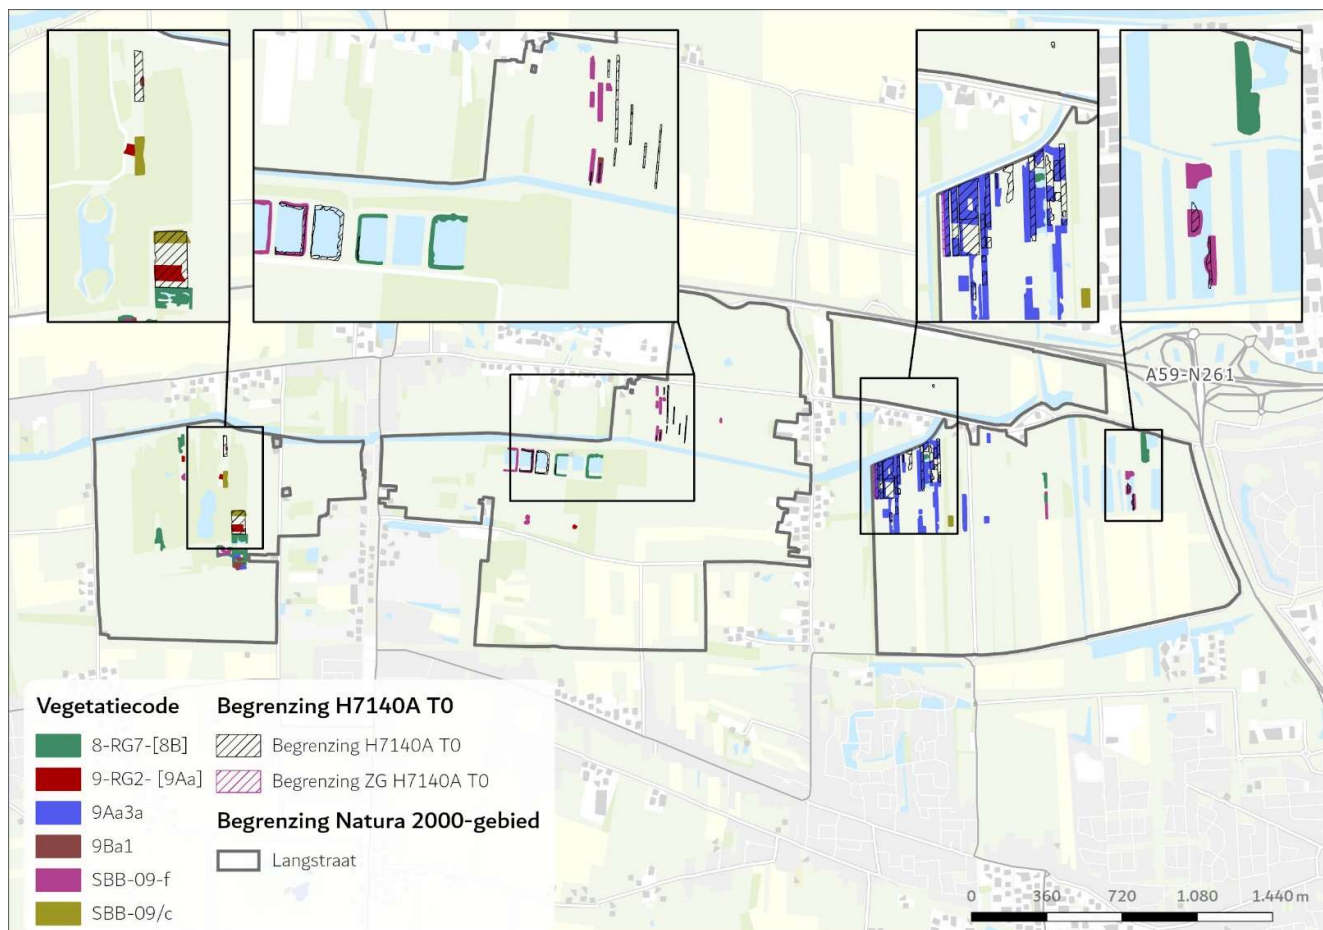 A59-N261
Vegetatiecode
8-RG7-[8B]
9-RG2- [9Aa]
9Aa3a
9Ba1
SBB-09-f
SBB-09/c
Begrenzing H7140A T0
Begrenzing H7140A T0
Begrenzing ZG H7140A T0
Begrenzing Natura 2000-gebied
Langstraat
0 360 720 1.080 1.440 m